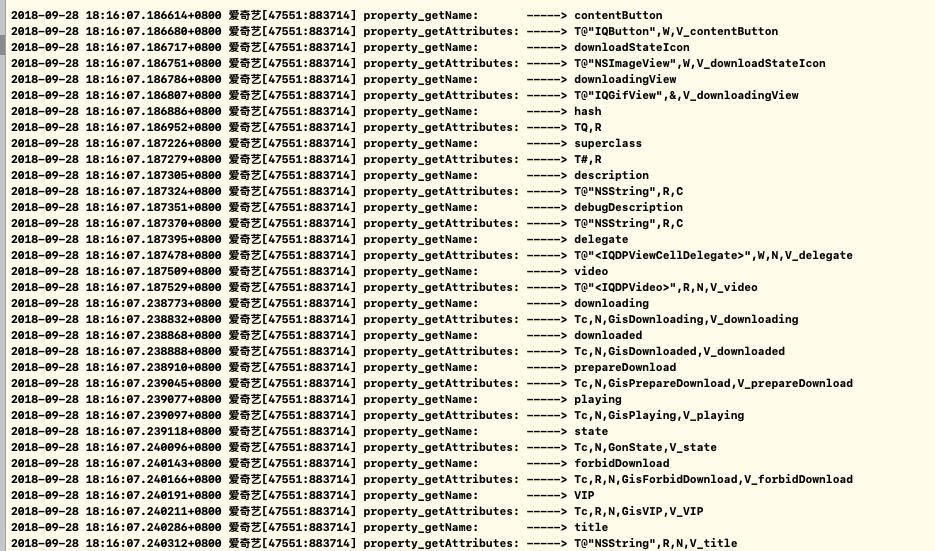 2018-09-28 18:16:07.186614+0800 爱奇艺[47551:883714] property_getName:       -----> contentButton
2018-09-28 18:16:07.186680+0800 爱奇艺[47551:883714] property_getAttributes: -----> T@"IQButton",W,V_contentButton
2018-09-28 18:16:07.186717+0800 爱奇艺[47551:883714] property_getName:       -----> downloadStateIcon
2018-09-28 18:16:07.186751+0800 爱奇艺[47551:883714] property_getAttributes: -----> T@"NSImageView",W,V_downloadStateIcon
2018-09-28 18:16:07.186786+0800 爱奇艺[47551:883714] property_getName:       -----> downloadingView
2018-09-28 18:16:07.186807+0800 爱奇艺[47551:883714] property_getAttributes: -----> T@"IQGifView",&,V_downloadingView
2018-09-28 18:16:07.186886+0800 爱奇艺[47551:883714] property_getName:       -----> hash
2018-09-28 18:16:07.186952+0800 爱奇艺[47551:883714] property_getAttributes: -----> TQ,R
2018-09-28 18:16:07.187226+0800 爱奇艺[47551:883714] property_getName:       -----> superclass
2018-09-28 18:16:07.187279+0800 爱奇艺[47551:883714] property_getAttributes: -----> T#,R
2018-09-28 18:16:07.187305+0800 爱奇艺[47551:883714] property_getName:       -----> description
2018-09-28 18:16:07.187324+0800 爱奇艺[47551:883714] property_getAttributes: -----> T@"NSString",R,C
2018-09-28 18:16:07.187351+0800 爱奇艺[47551:883714] property_getName:       -----> debugDescription
2018-09-28 18:16:07.187370+0800 爱奇艺[47551:883714] property_getAttributes: -----> T@"NSString",R,C
2018-09-28 18:16:07.187395+0800 爱奇艺[47551:883714] property_getName:       -----> delegate
2018-09-28 18:16:07.187478+0800 爱奇艺[47551:883714] property_getAttributes: -----> T@"<IQDPViewCellDelegate>",W,N,V_delegate
2018-09-28 18:16:07.187509+0800 爱奇艺[47551:883714] property_getName:       -----> video
2018-09-28 18:16:07.187529+0800 爱奇艺[47551:883714] property_getAttributes: -----> T@"<IQDPVideo>",R,N,V_video
2018-09-28 18:16:07.238773+0800 爱奇艺[47551:883714] property_getName:       -----> downloading
2018-09-28 18:16:07.238832+0800 爱奇艺[47551:883714] property_getAttributes: -----> Tc,N,GisDownloading,V_downloading
2018-09-28 18:16:07.238868+0800 爱奇艺[47551:883714] property_getName:       -----> downloaded
2018-09-28 18:16:07.238888+0800 爱奇艺[47551:883714] property_getAttributes: -----> Tc,N,GisDownloaded,V_downloaded
2018-09-28 18:16:07.238910+0800 爱奇艺[47551:883714] property_getName:       -----> prepareDownload
2018-09-28 18:16:07.239045+0800 爱奇艺[47551:883714] property_getAttributes: -----> Tc,N,GisPrepareDownload,V_prepareDownload
2018-09-28 18:16:07.239077+0800 爱奇艺[47551:883714] property_getName:       -----> playing
2018-09-28 18:16:07.239097+0800 爱奇艺[47551:883714] property_getAttributes: -----> Tc,N,GisPlaying,V_playing
2018-09-28 18:16:07.239118+0800 爱奇艺[47551:883714] property_getName:       -----> state
2018-09-28 18:16:07.240096+0800 爱奇艺[47551:883714] property_getAttributes: -----> Tc,N,GonState,V_state
2018-09-28 18:16:07.240143+0800 爱奇艺[47551:883714] property_getName:       -----> forbidDownload
2018-09-28 18:16:07.240166+0800 爱奇艺[47551:883714] property_getAttributes: -----> Tc,R,N,GisForbidDownload,V_forbidDownload
2018-09-28 18:16:07.240191+0800 爱奇艺[47551:883714] property_getName:       -----> VIP
2018-09-28 18:16:07.240211+0800 爱奇艺[47551:883714] property_getAttributes: -----> Tc,R,N,GisVIP,V_VIP
2018-09-28 18:16:07.240286+0800 爱奇艺[47551:883714] property_getName:       -----> title
2018-09-28 18:16:07.240312+0800 爱奇艺[47551:883714] property_getAttributes: -----> T@"NSString",R,N,V_title